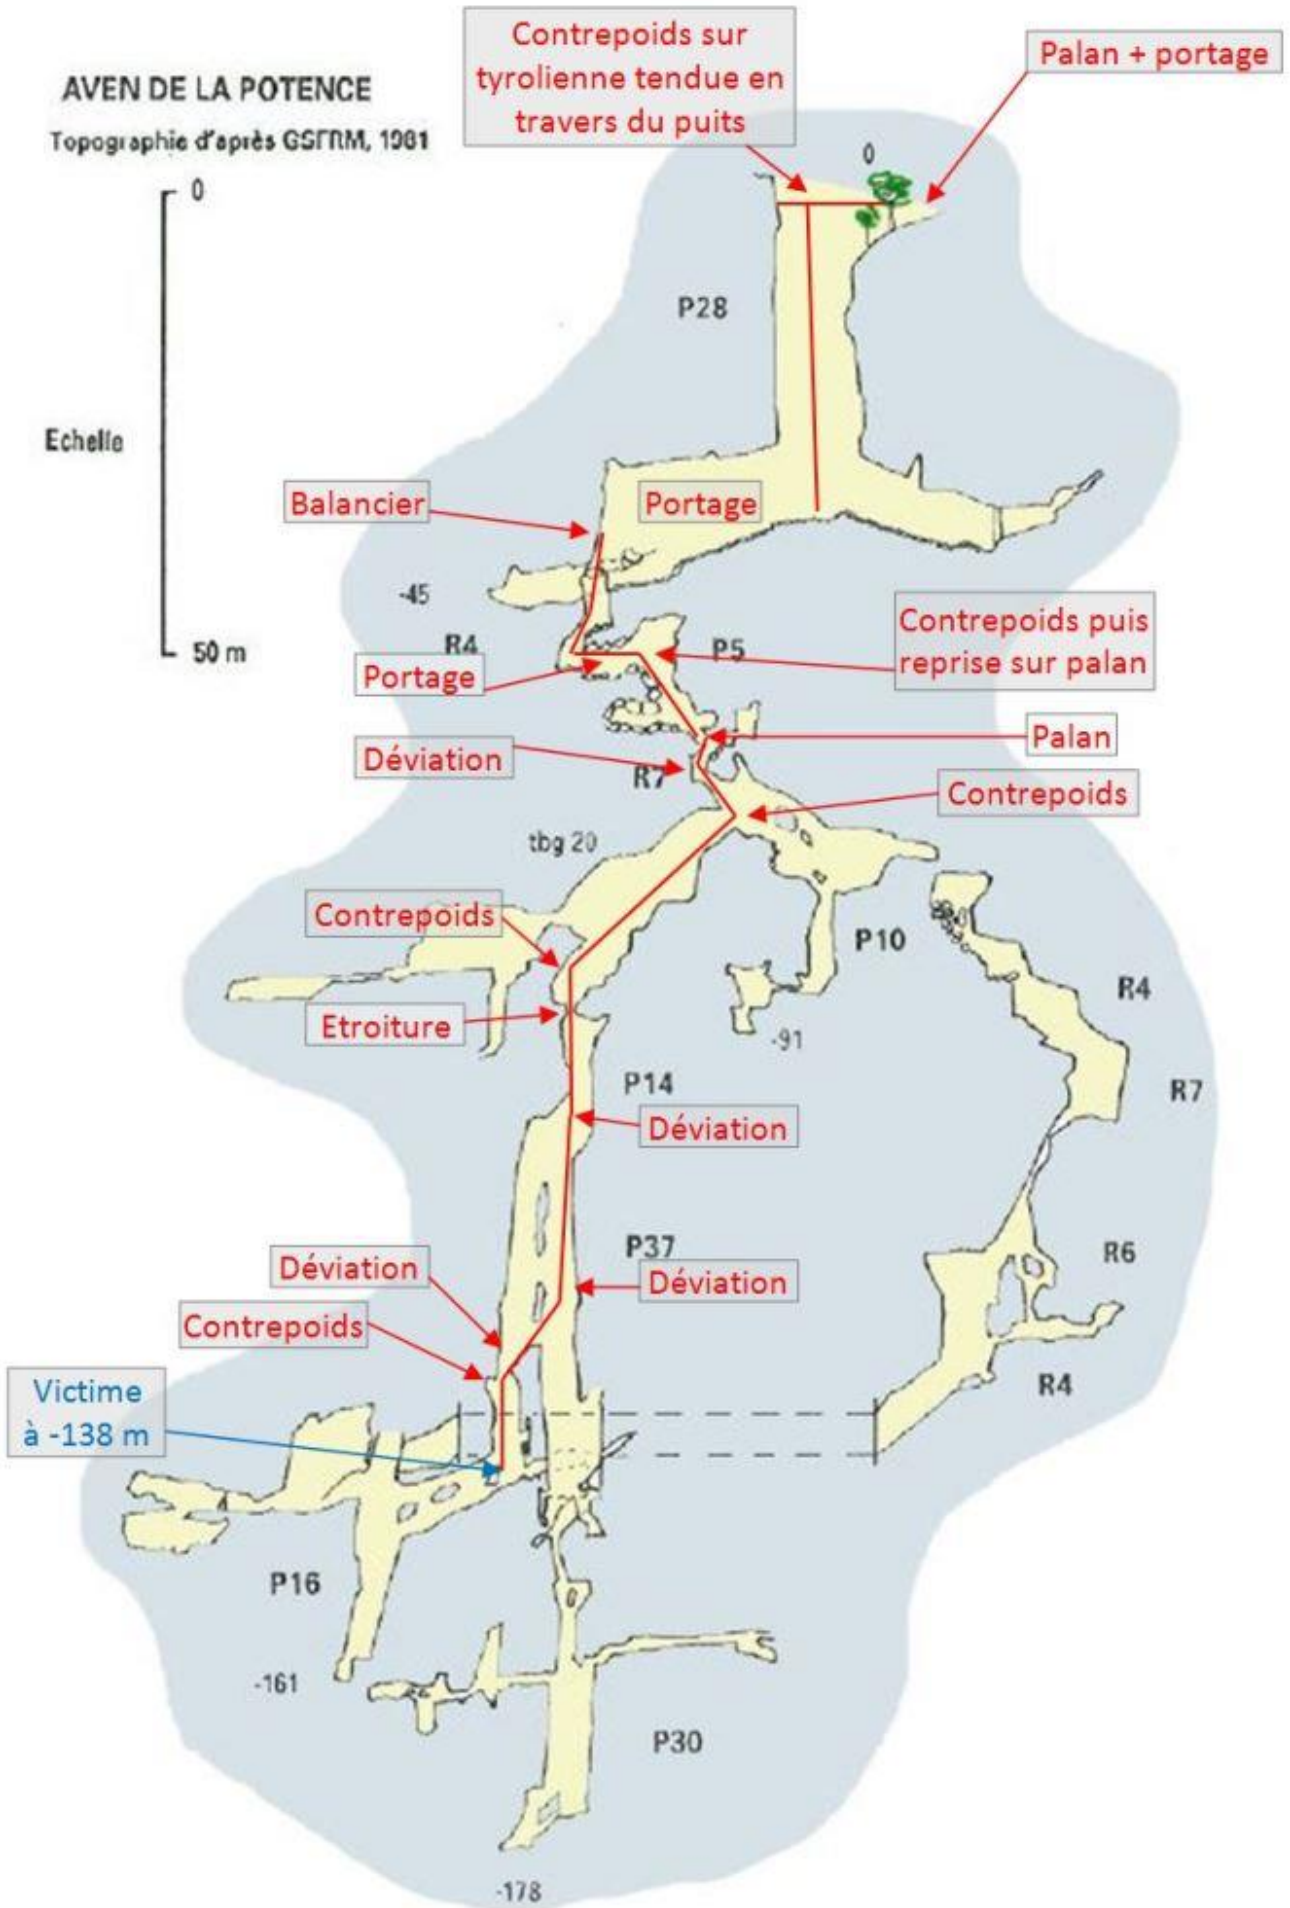 Contrepoids sur
tyrolienne tendue en
travers du puits
Palan + portage
AVEN DE LA POTENCE
Topographie d'après GSFRM, 1981
0
0
P28
Echelle
Balancier
Portage
-45
50 m
R4
P5
Contrepoids puis
reprise sur palan
Portage
Palan
Déviation
R7
Contrepoids
tbg 20
Contrepoids
P10
R4
Etroiture
-91
P14
R7
Déviation
P37
R6
Déviation
Déviation
Contrepoids
R4
Victime
à -138 m
P16
-161
P30
-178